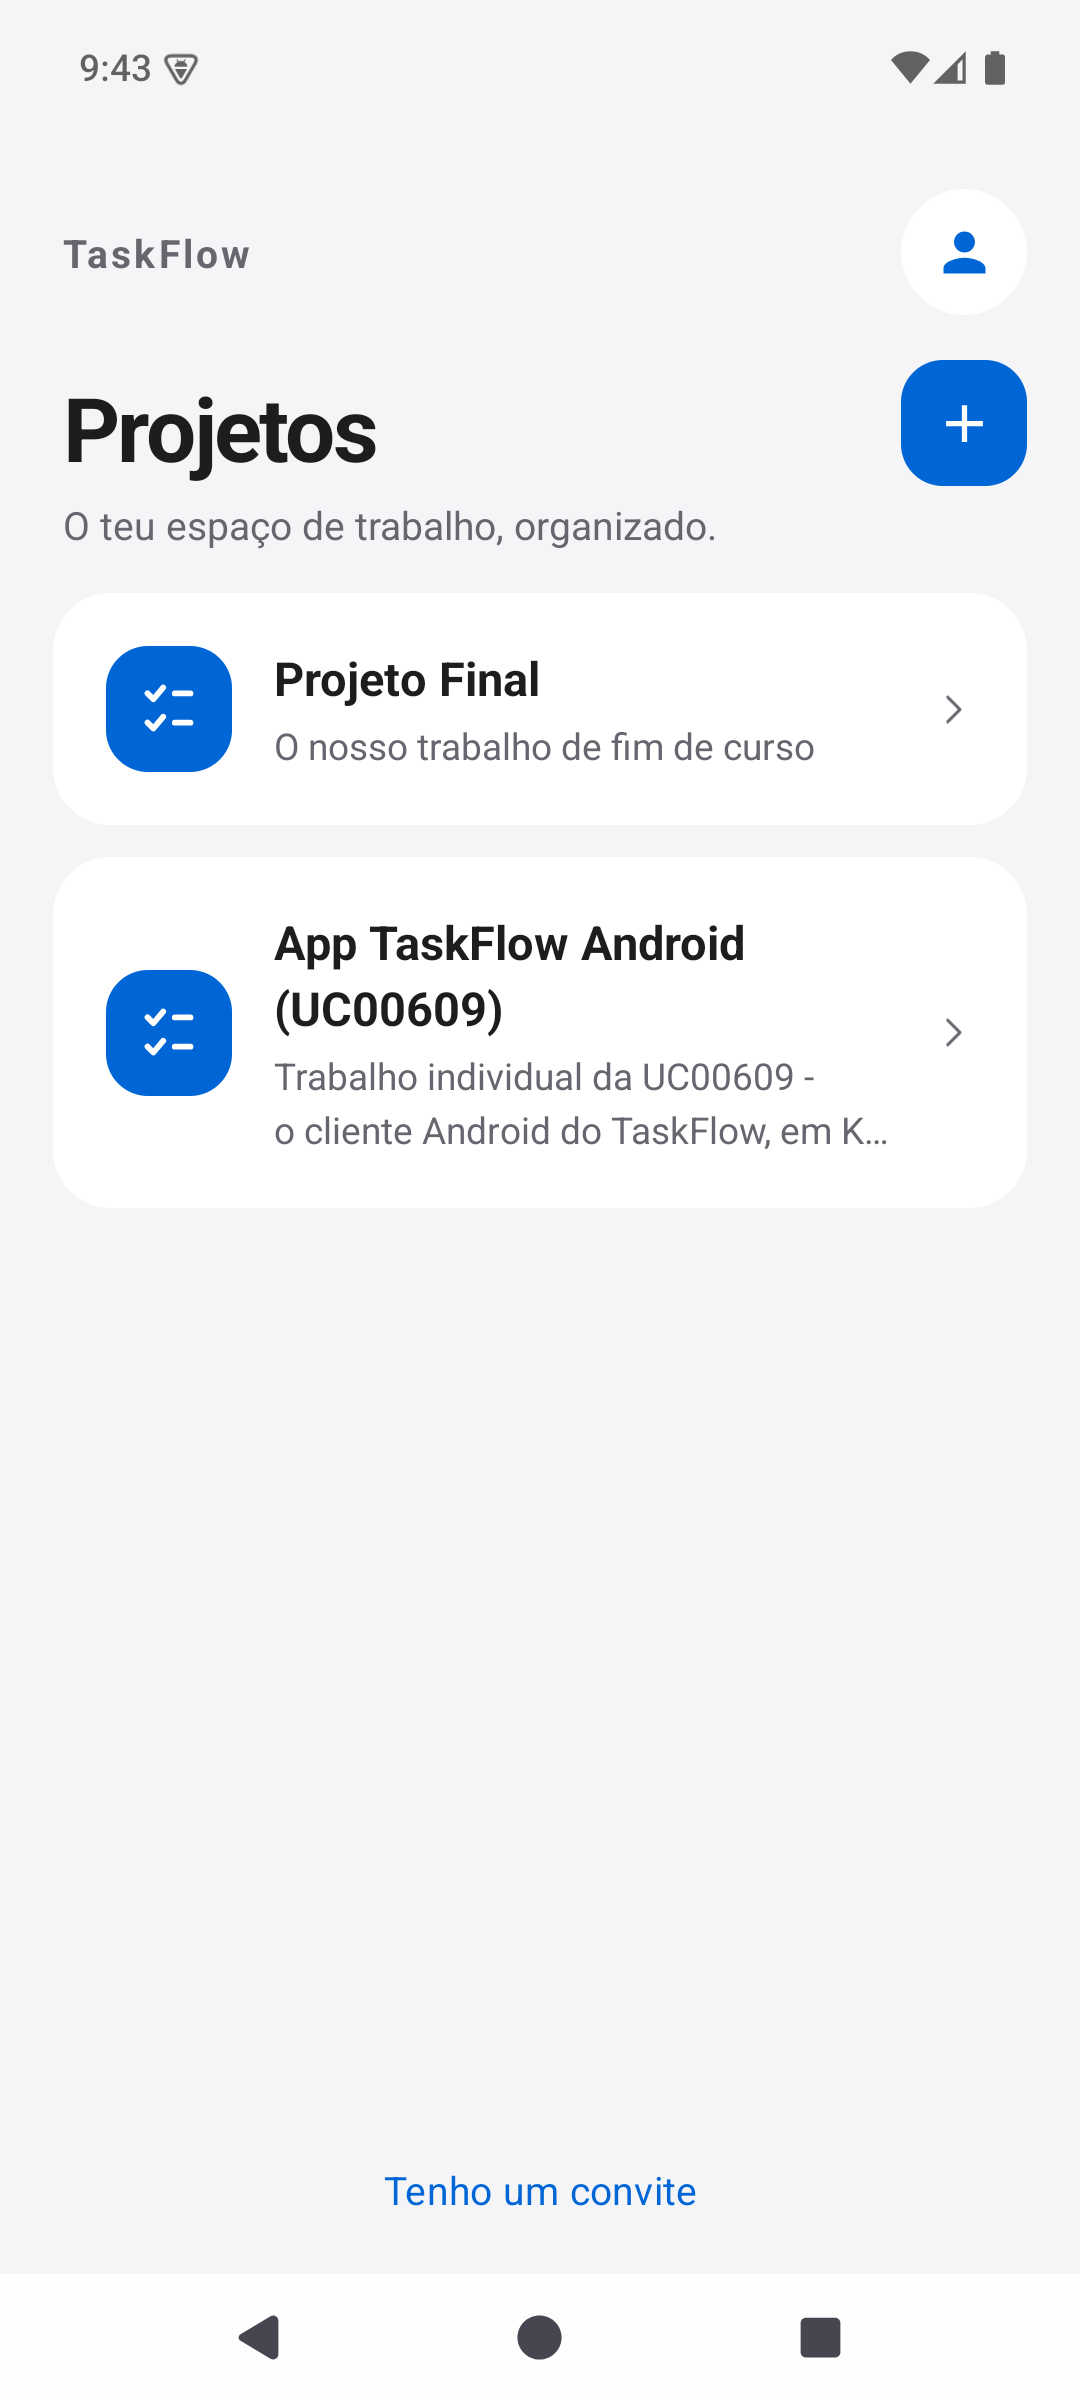 9:43
TaskFlow
Projetos
O teu espaço de trabalho, organizado.
Projeto Final
O nosso trabalho de fim de curso
App TaskFlow Android
(UC00609)
Trabalho individual da UC00609 -
o cliente Android do TaskFlow, em K…
Tenho um convite